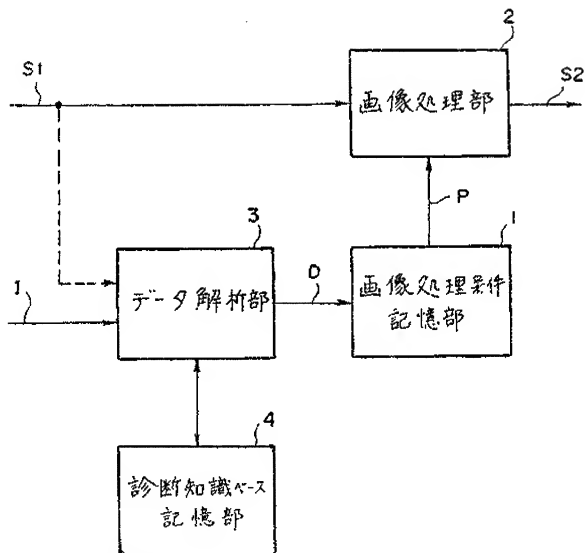 2
S1
画像処理部
S2
P
3
1
I
データ解析部
D
画像処理条件
記憶部
4
診断知識ベース
記憶部